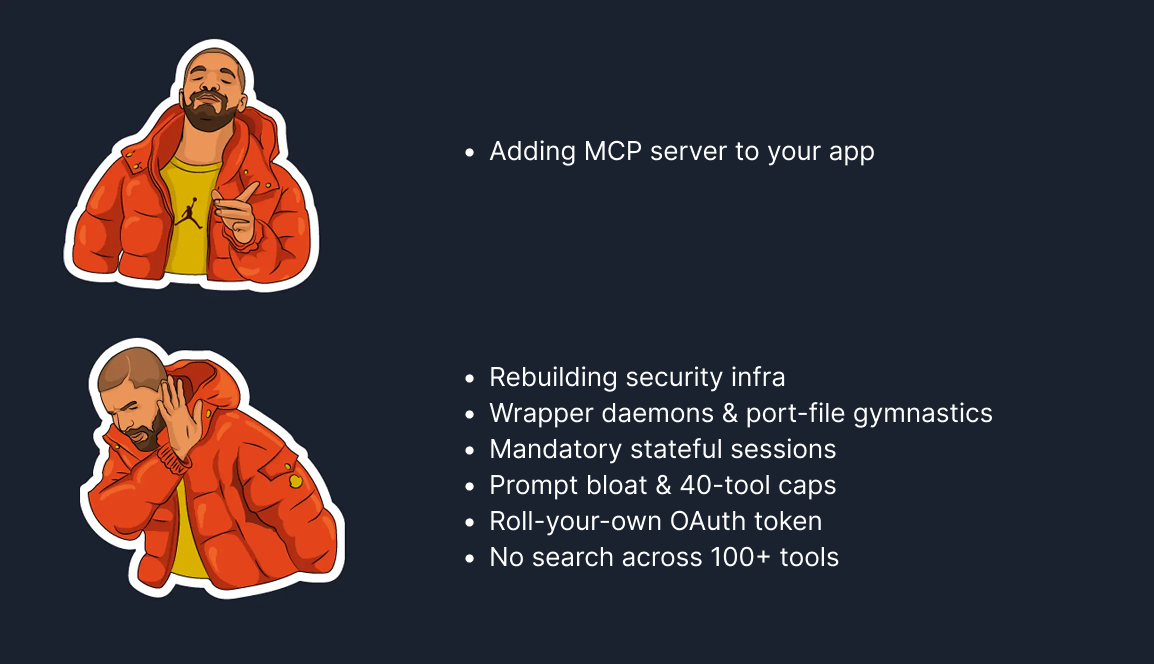 • Adding MCP server to your app
• Rebuilding security infra
• Wrapper daemons & port-file gymnastics
• Mandatory stateful sessions
• Prompt bloat & 40-tool caps
• Roll-your-own OAuth token
• No search across 100+ tools